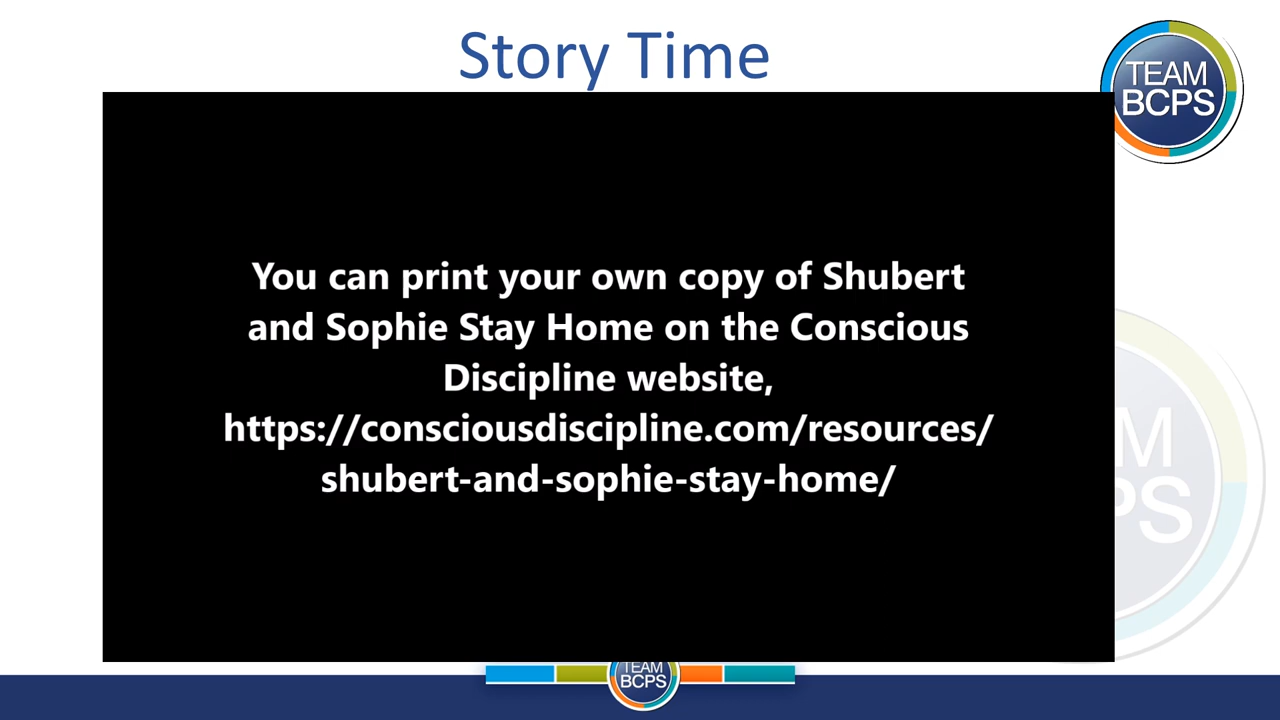 Story Time
TEAM
BCPS
You can print your own copy of Shubert
and Sophie Stay Home on the Conscious
Discipline website,
https://consciousdiscipline.com/resources/
shubert-and-sophie-stay-home/
M
PS
TEAM
BCPS